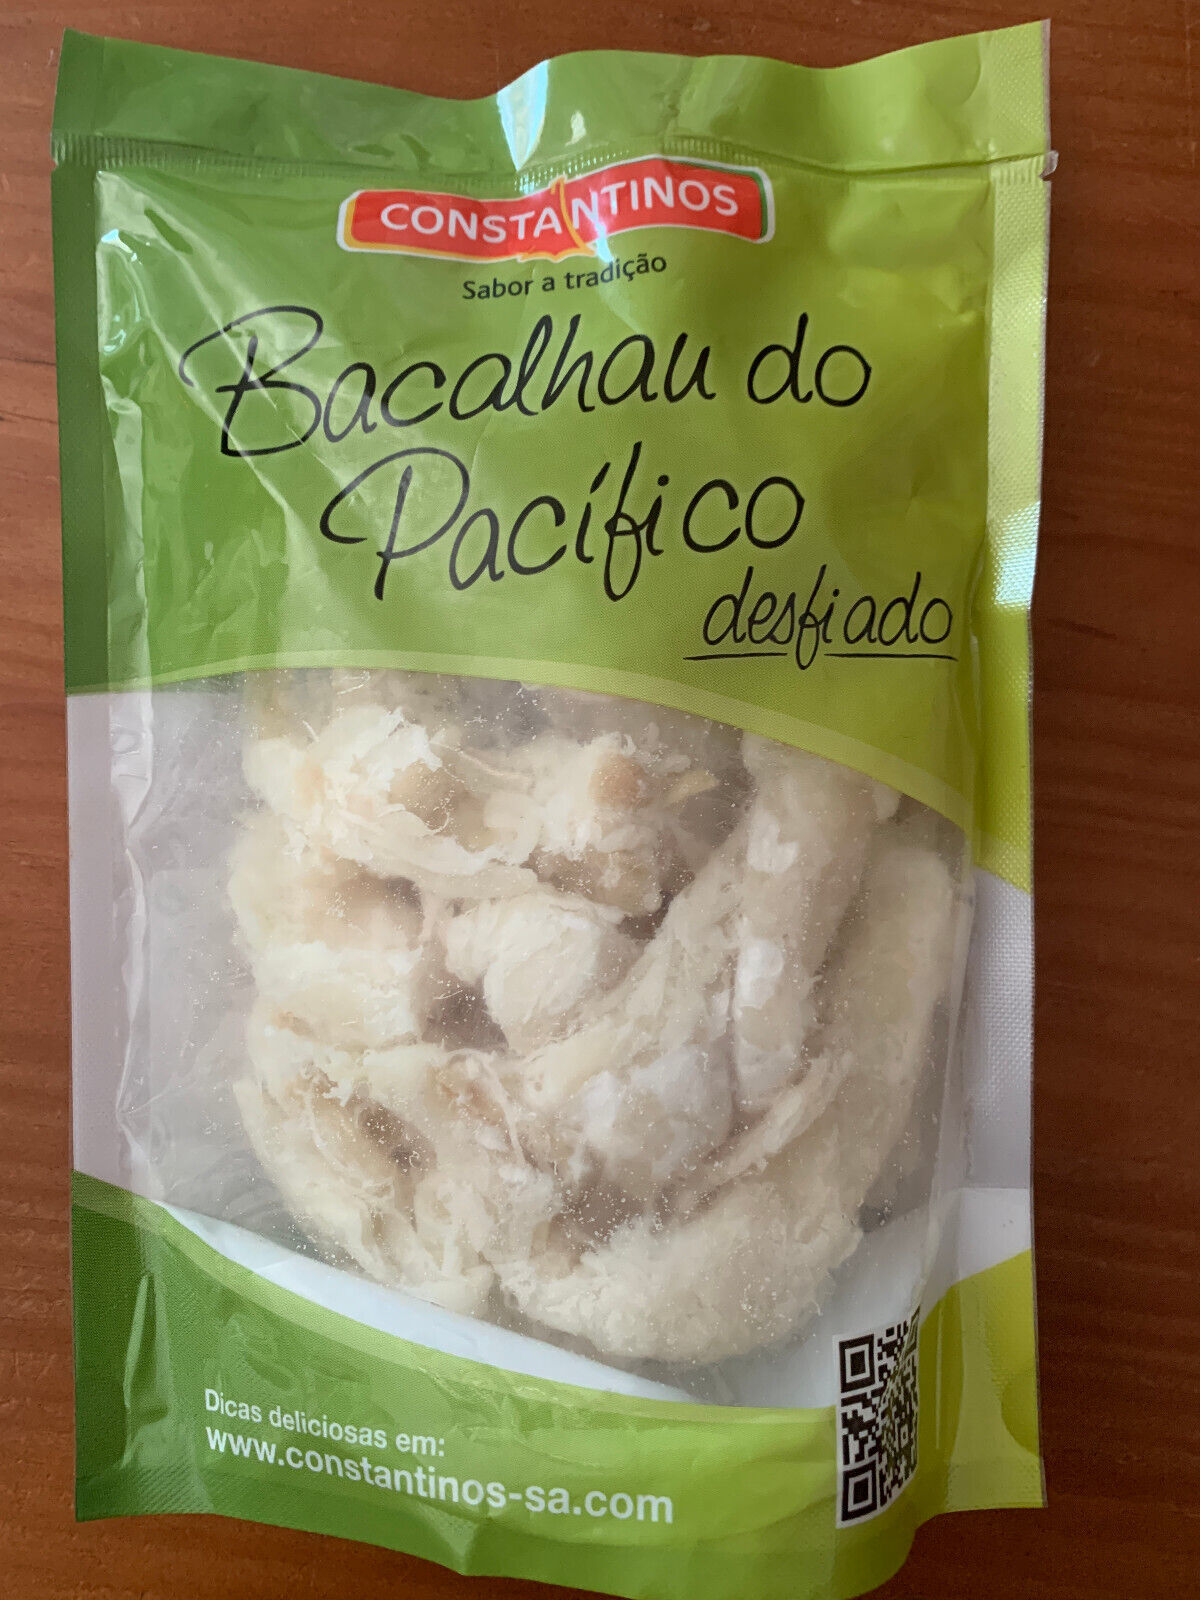 CONSTANTINOS
Sabor a tradição
Bacalhau do
Pacífico
desfiado
Dicas deliciosas em:
www.constantinos-sa.com